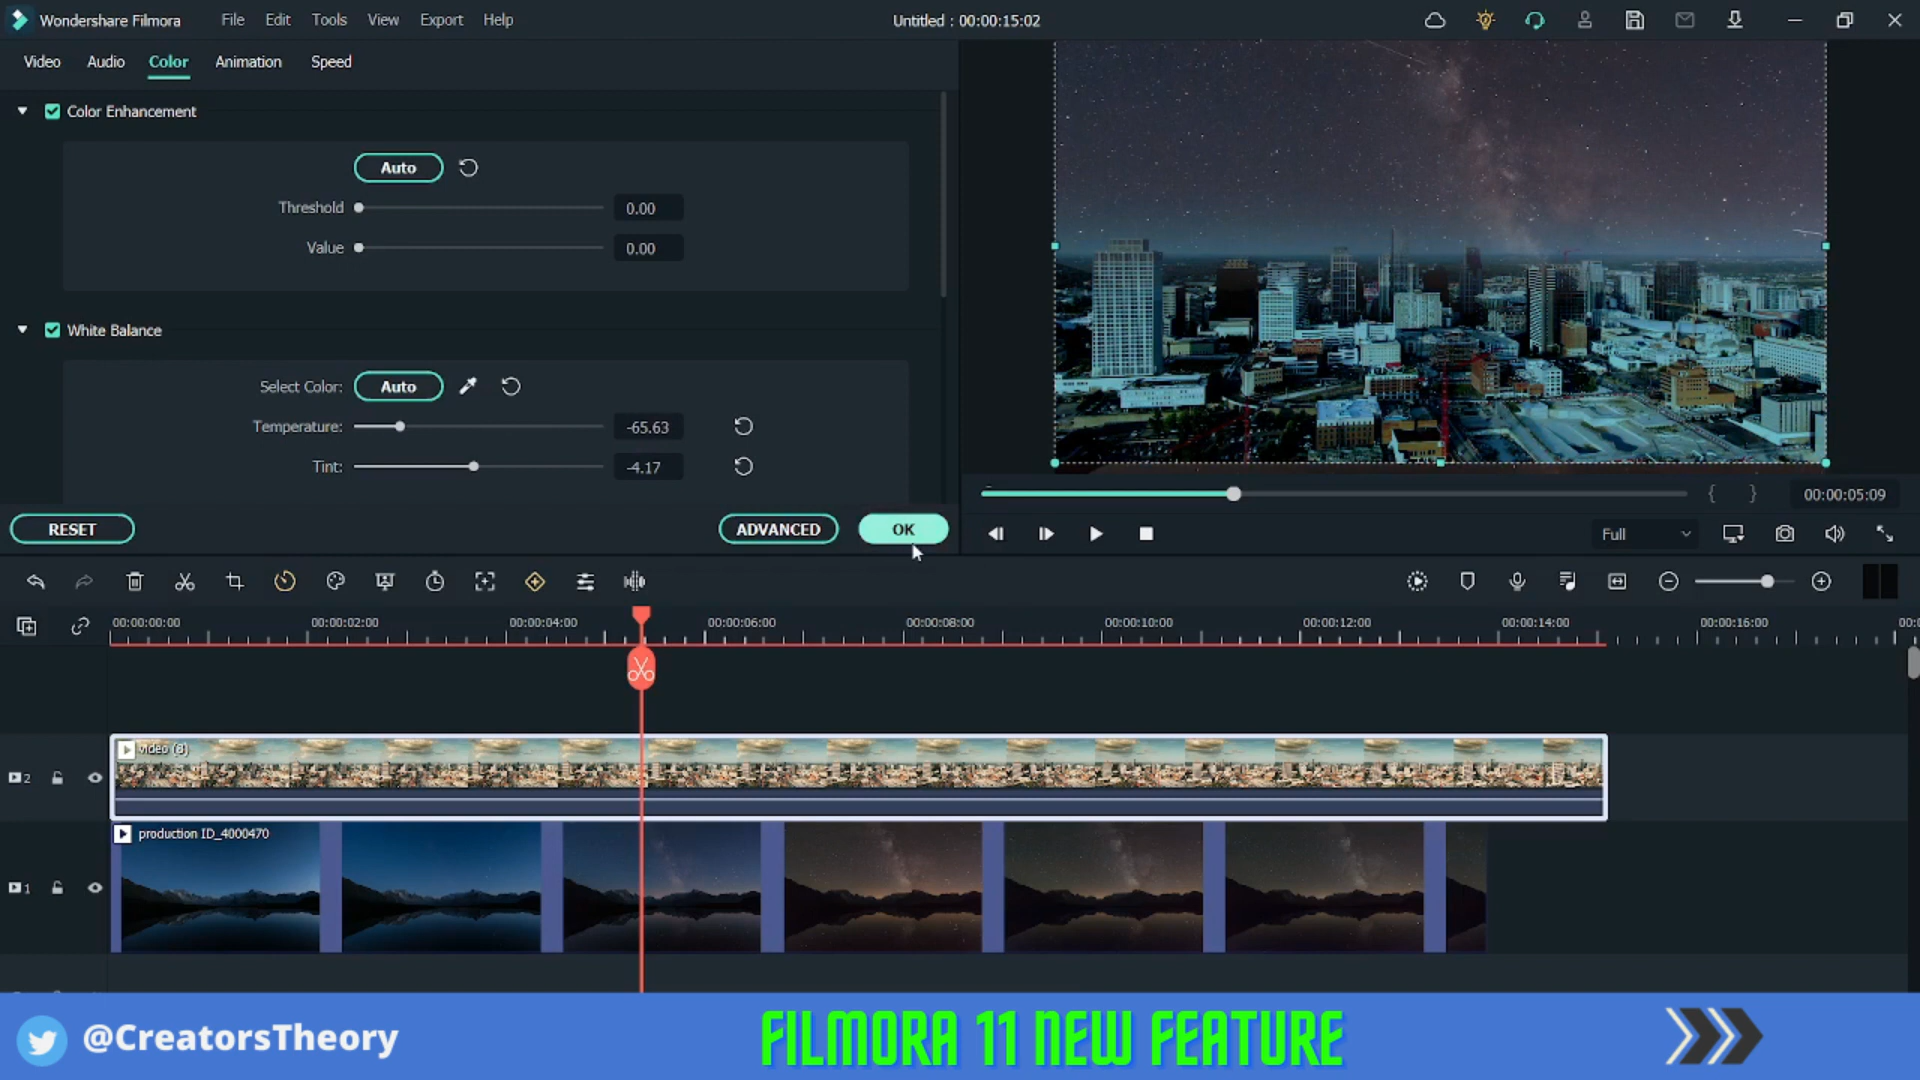 Wondershare Filmora
File Edit Tools View Export Help
Untitled : 00:00:15:02
Video Audio Color Animation Speed
Color Enhancement
Auto
Threshold 0.00
Value 0.00
White Balance
Select Color: Auto
Temperature: -65.63
Tint: -4.17
RESET ADVANCED OK
{ } 00:00:05:09
Full
00:00:00:00 00:00:02:00 00:00:04:00 00:00:06:00 00:00:08:00 00:00:10:00 00:00:12:00 00:00:14:00 00:00:16:00
video (3)
2
production ID_4000470
1
@CreatorsTheory
FILMORA 11 NEW FEATURE